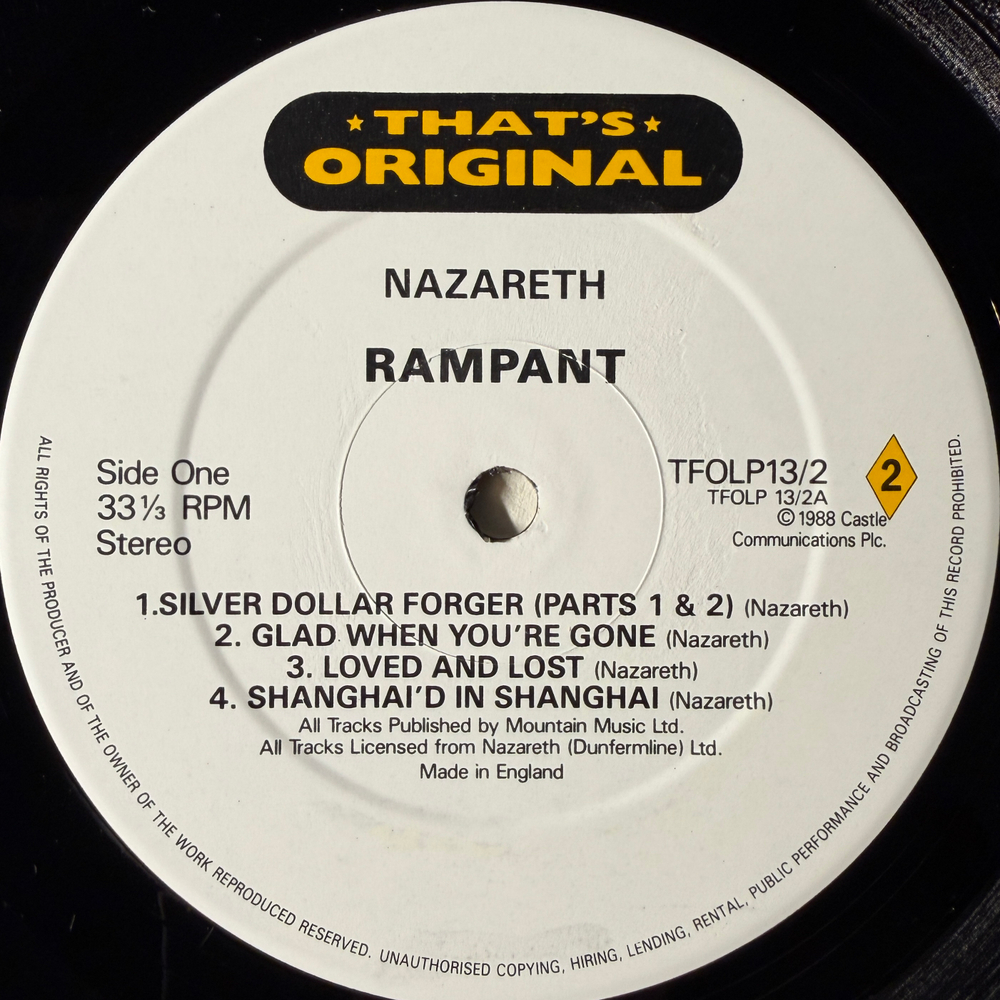 THAT'S
ORIGINAL
NAZARETH
RAMPANT
Side One
33⅓ RPM
Stereo
TFOLP13/2
TFOLP 13/2A
© 1988 Castle
Communications Plc.
2
1.SILVER DOLLAR FORGER (PARTS 1 & 2) (Nazareth)
2. GLAD WHEN YOU'RE GONE (Nazareth)
3. LOVED AND LOST (Nazareth)
4. SHANGHAI'D IN SHANGHAI (Nazareth)
All Tracks Published by Mountain Music Ltd.
All Tracks Licensed from Nazareth (Dunfermline) Ltd.
Made in England
ALL RIGHTS OF THE PRODUCER AND OF THE OWNER OF THE WORK REPRODUCED RESERVED. UNAUTHORISED COPYING, HIRING, LENDING, RENTAL, PUBLIC PERFORMANCE AND BROADCASTING OF THIS RECORD PROHIBITED.